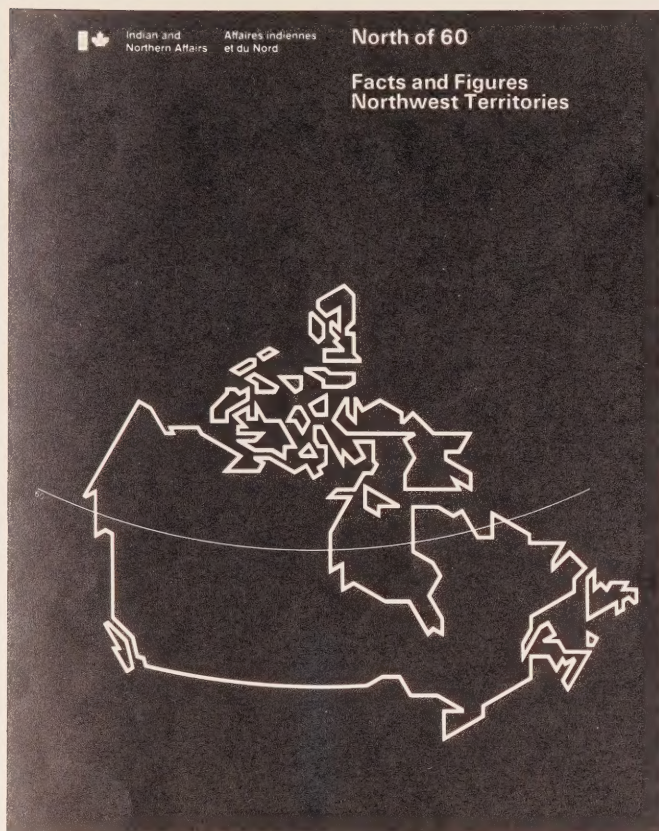 Indian and
Northern Affairs
Affaires indiennes
et du Nord
North of 60
Facts and Figures
Northwest Territories